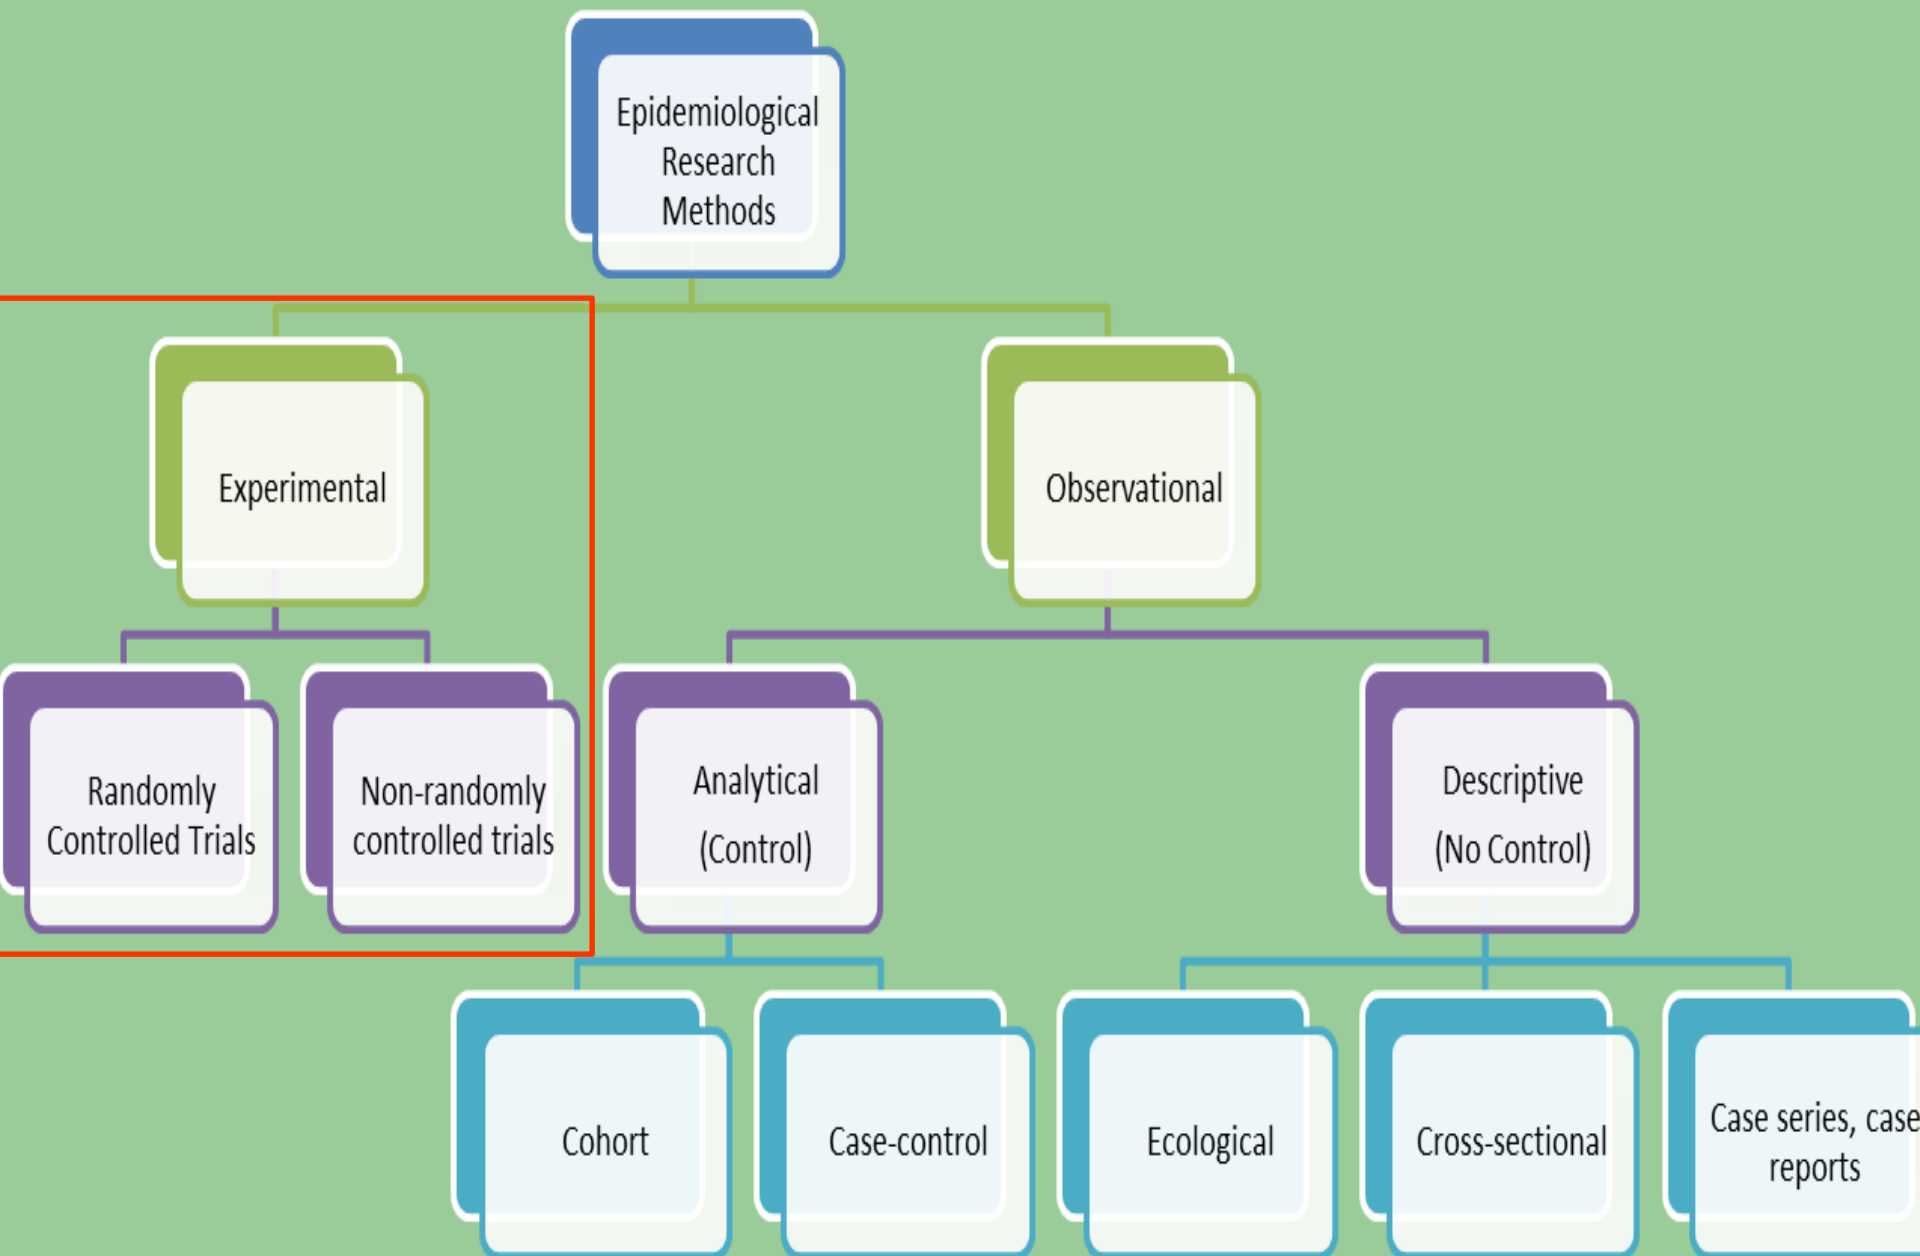 Epidemiological
Research
Methods
Experimental
Observational
Randomly
Controlled Trials
Non-randomly
controlled trials
Analytical
(Control)
Descriptive
(No Control)
Cohort
Case-control
Ecological
Cross-sectional
Case series, case
reports